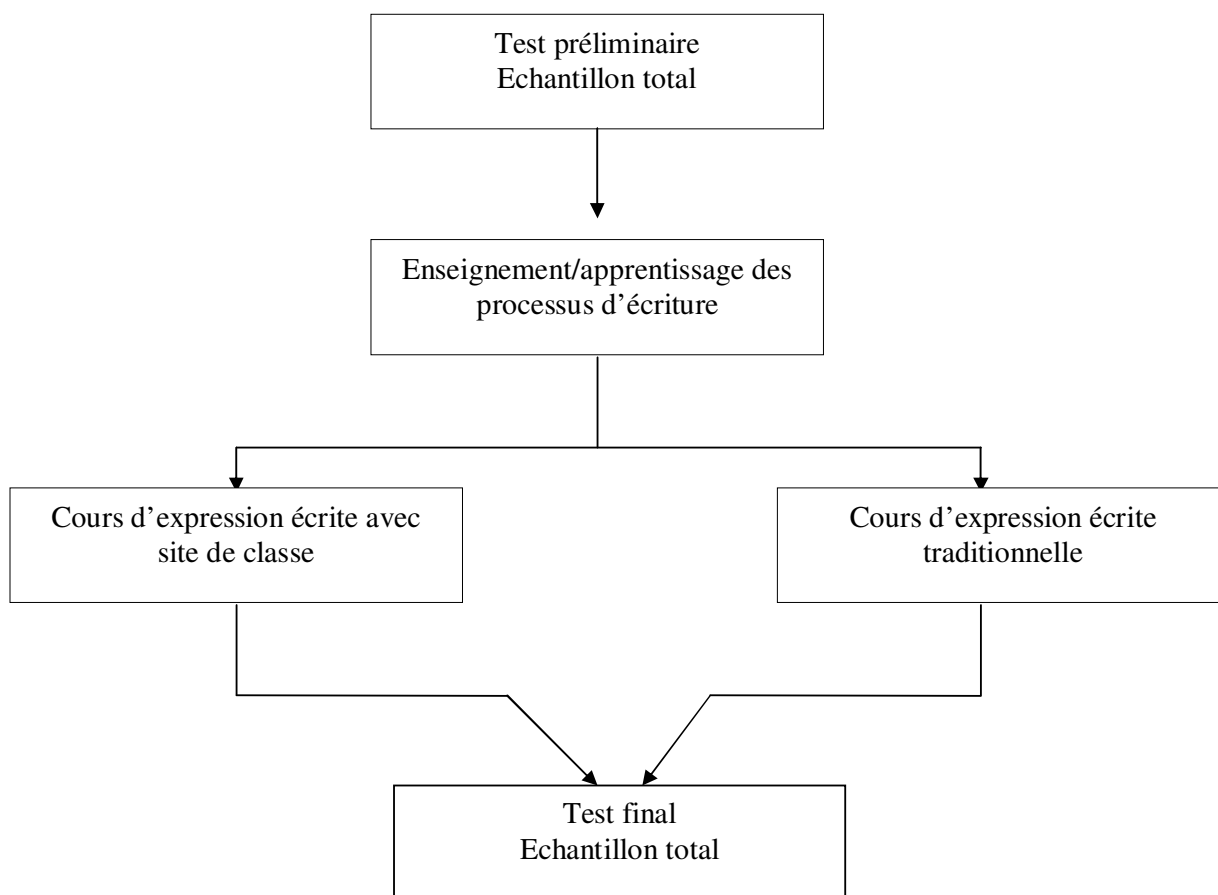 Test préliminaire
Echantillon total
Enseignement/apprentissage des
processus d’écriture
Cours d’expression écrite avec
site de classe
Cours d’expression écrite
traditionnelle
Test final
Echantillon total